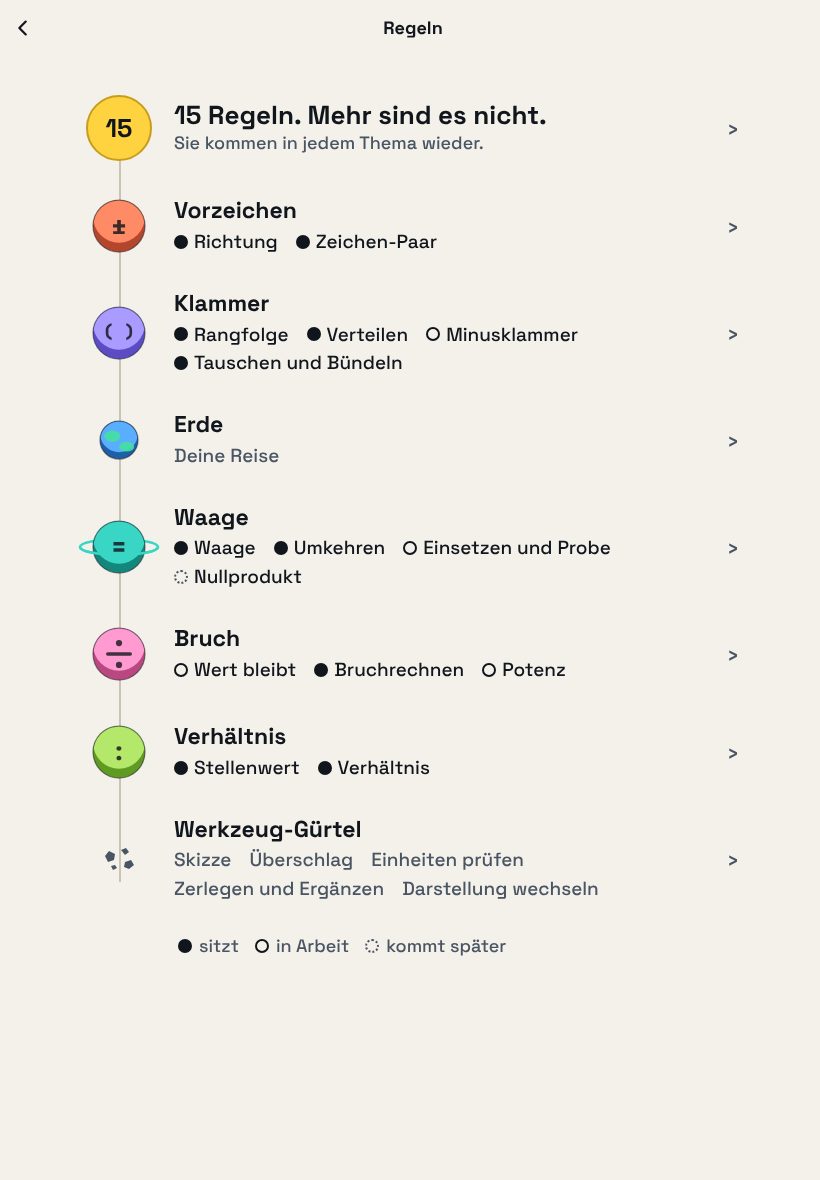 Regeln
15
15 Regeln. Mehr sind es nicht.
Sie kommen in jedem Thema wieder.
>
±
Vorzeichen
Richtung Zeichen-Paar
>
( )
Klammer
Rangfolge Verteilen Minusklammer
Tauschen und Bündeln
>
Erde
Deine Reise
>
=
Waage
Waage Umkehren Einsetzen und Probe
Nullprodukt
>
÷
Bruch
Wert bleibt Bruchrechnen Potenz
>
:
Verhältnis
Stellenwert Verhältnis
>
Werkzeug-Gürtel
Skizze Überschlag Einheiten prüfen
Zerlegen und Ergänzen Darstellung wechseln
>
sitzt in Arbeit kommt später